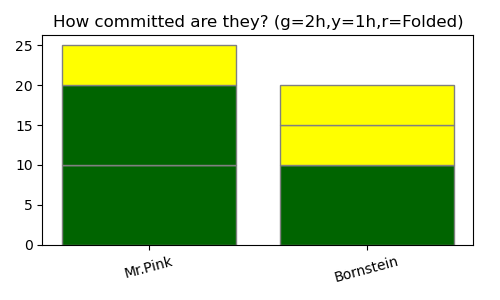 How committed are they? (g=2h,y=1h,r=Folded)
25
20
15
10
5
0
Mr.Pink
Bornstein